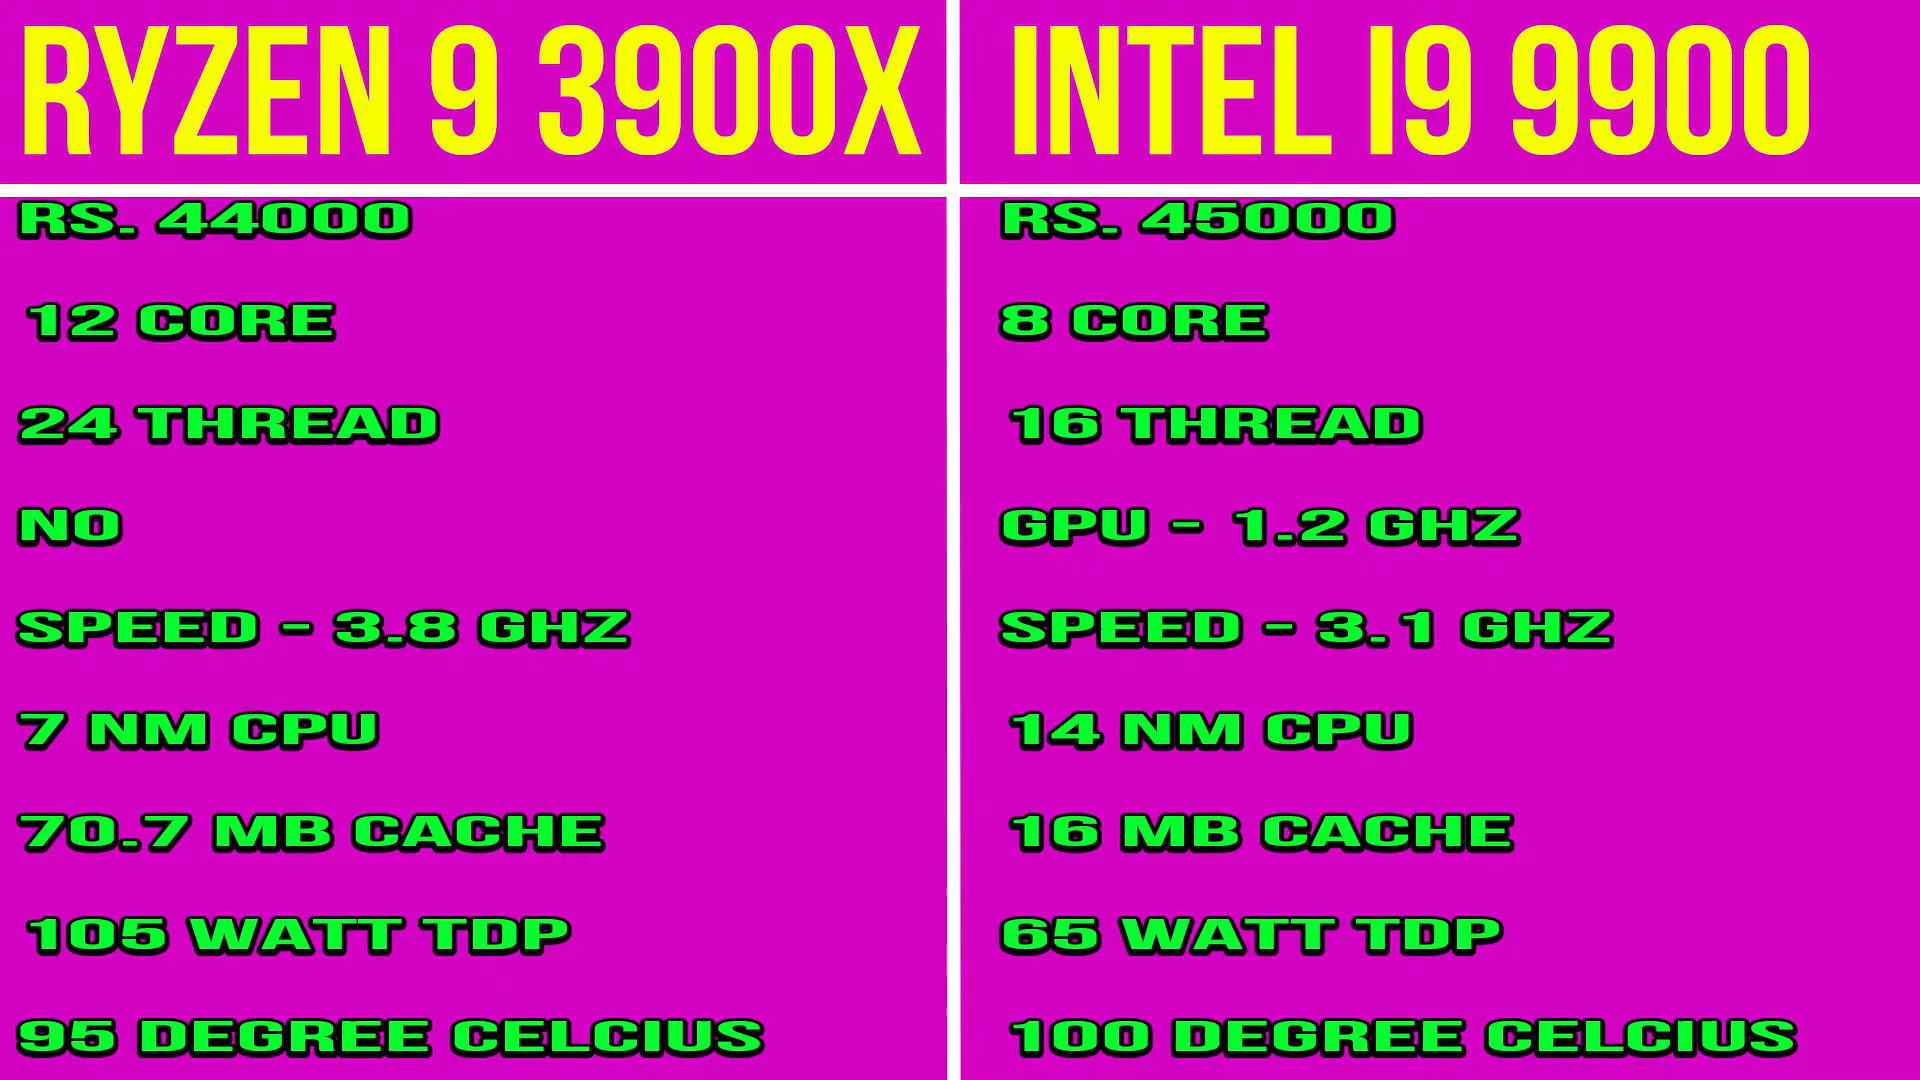 RYZEN 9 3900X
RS. 44000
12 CORE
24 THREAD
NO
SPEED - 3.8 GHZ
7 NM CPU
70.7 MB CACHE
105 WATT TDP
95 DEGREE CELCIUS
INTEL I9 9900
RS. 45000
8 CORE
16 THREAD
GPU - 1.2 GHZ
SPEED - 3.1 GHZ
14 NM CPU
16 MB CACHE
65 WATT TDP
100 DEGREE CELCIUS